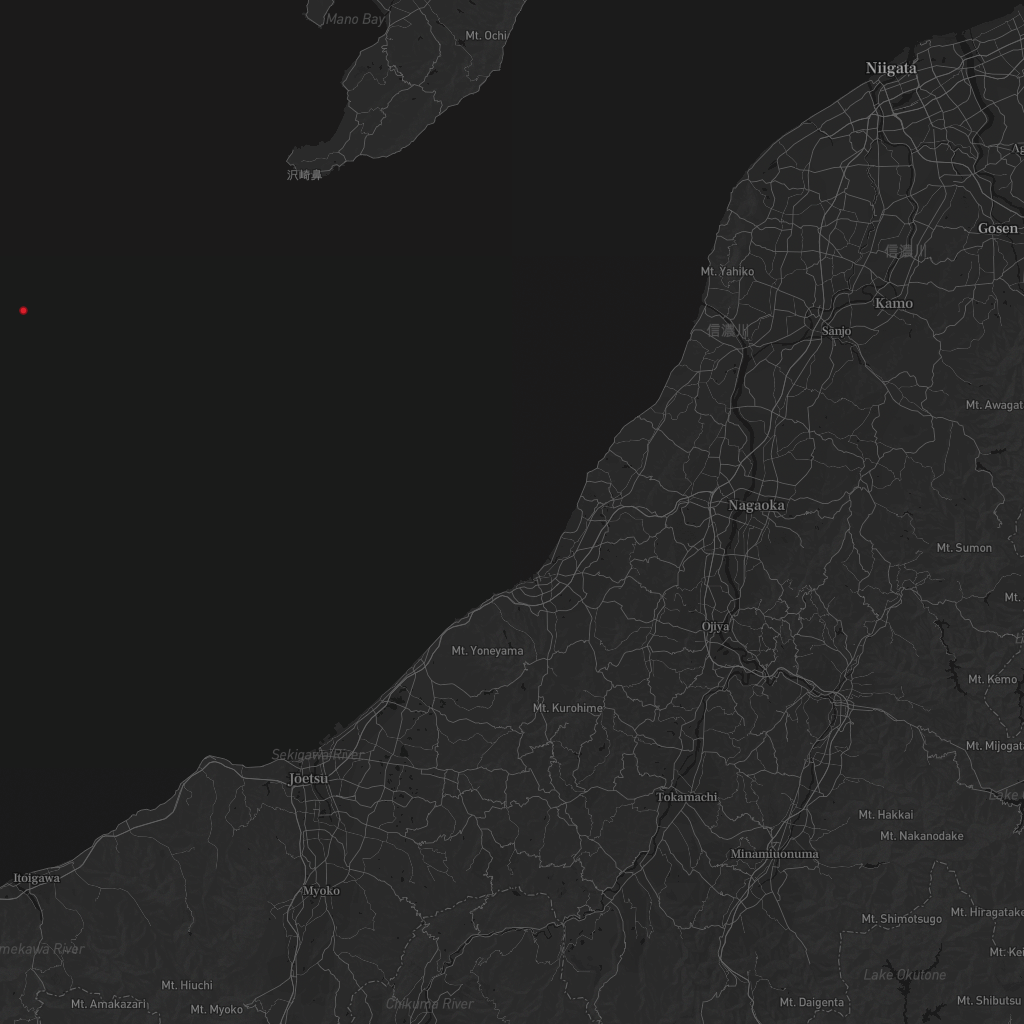 Mano Bay
Mt. Ochi
Niigata
沢崎鼻
Gosen
信濃川
Mt. Yahiko
Kamo
信濃川
Sanjo
Mt. Awagat
Nagaoka
Mt. Sumon
Mt.
Ojiya
Mt. Yoneyama
Mt. Kemo
Mt. Kurohime
Mt. Mijogata
Sekigawa River
Jōetsu
Lake
Tokamachi
Mt. Hakkai
Mt. Nakanodake
Minamiuonuma
Itoigawa
Myoko
Mt. Shimotsugo
Mt. Hiragatake
mekawa River
Mt. Kei
Lake Okutone
Mt. Hiuchi
Mt. Amakazari
Mt. Myoko
Chikuma River
Mt. Daigenta
Mt. Shibutsu